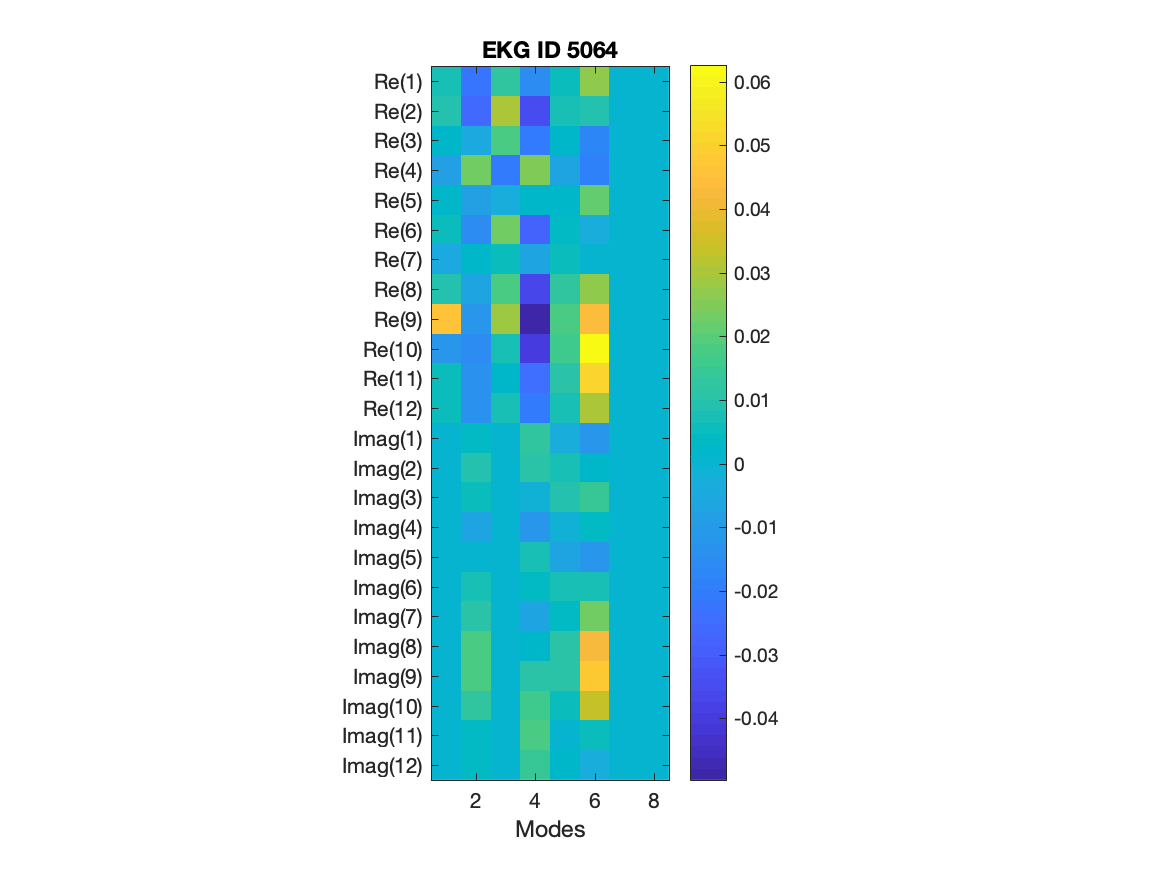 EKG ID 5064
Re(1)
Re(2)
Re(3)
Re(4)
Re(5)
Re(6)
Re(7)
Re(8)
Re(9)
Re(10)
Re(11)
Re(12)
Imag(1)
Imag(2)
Imag(3)
Imag(4)
Imag(5)
Imag(6)
Imag(7)
Imag(8)
Imag(9)
Imag(10)
Imag(11)
Imag(12)
2 4 6 8
Modes
0.06
0.05
0.04
0.03
0.02
0.01
0
-0.01
-0.02
-0.03
-0.04